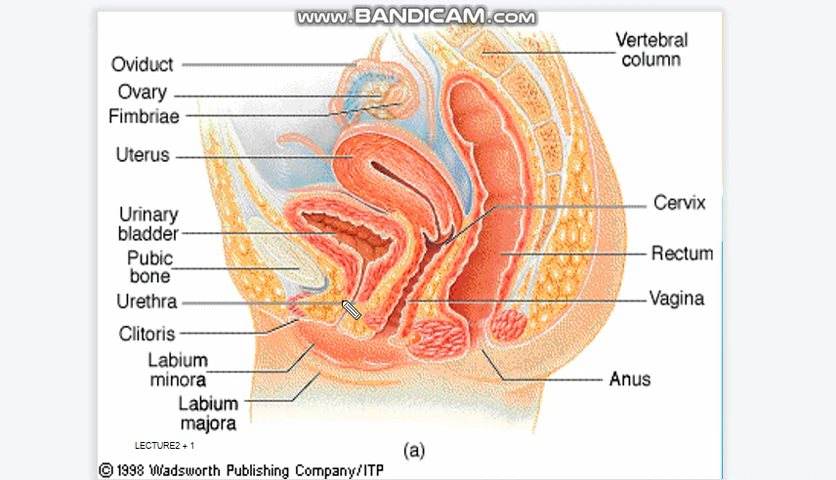 www.BANDICAM.com
Vertebral
column
Oviduct
Ovary
Fimbriae
Uterus
Cervix
Urinary
bladder
Rectum
Pubic
bone
Urethra
Vagina
Clitoris
Labium
minora
Anus
Labium
majora
LECTURE2 + 1
(a)
© 1998 Wadsworth Publishing Company/ITP